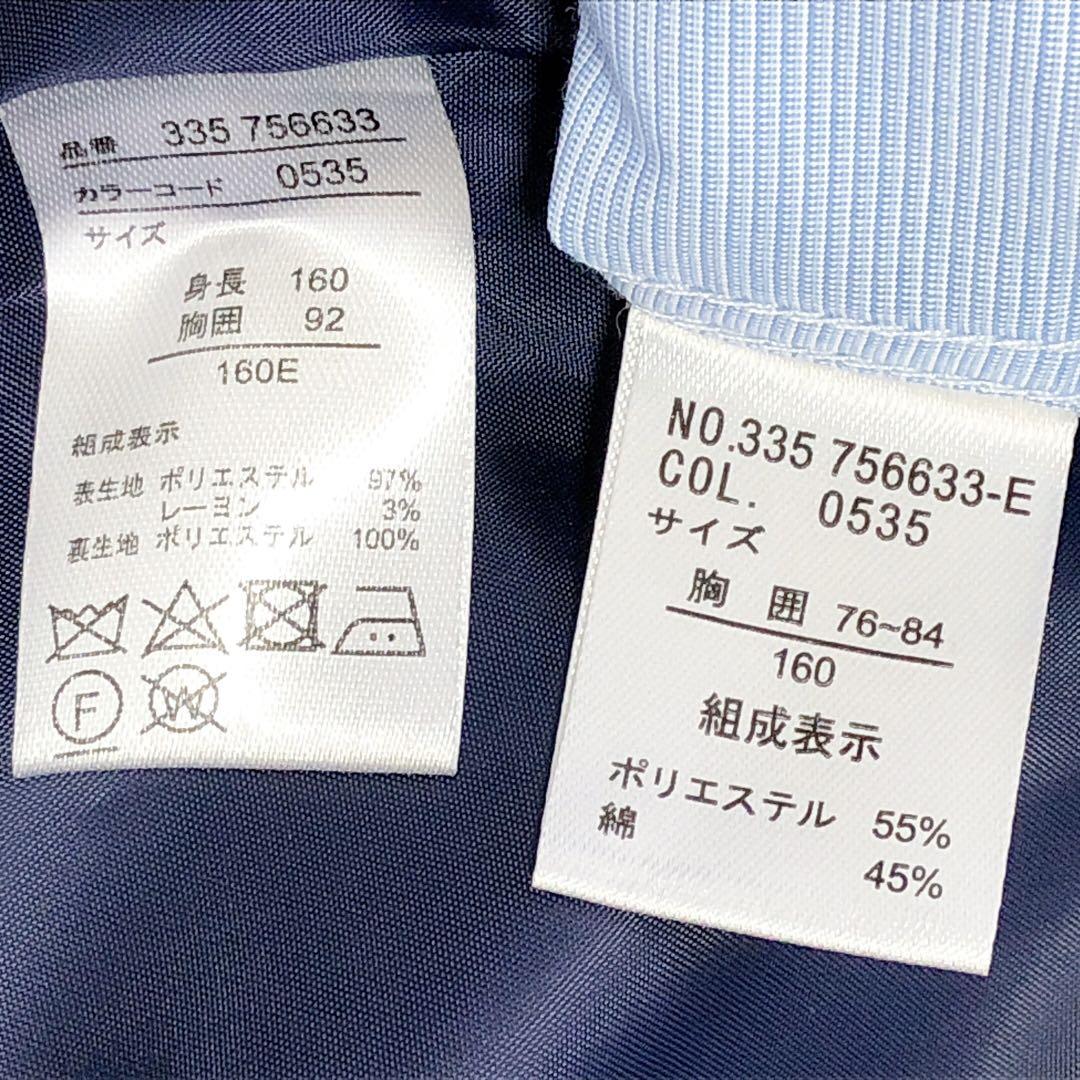 品番 335 756633
カラーコード 0535
サイズ
身長 160
胸囲 92
160E
組成表示
表生地 ポリエステル 97%
レーヨン 3%
裏生地 ポリエステル 100%
F
W
NO.335 756633-E
COL. 0535
サイズ
胸 囲 76~84
160
組成表示
ポリエステル 55%
綿 45%